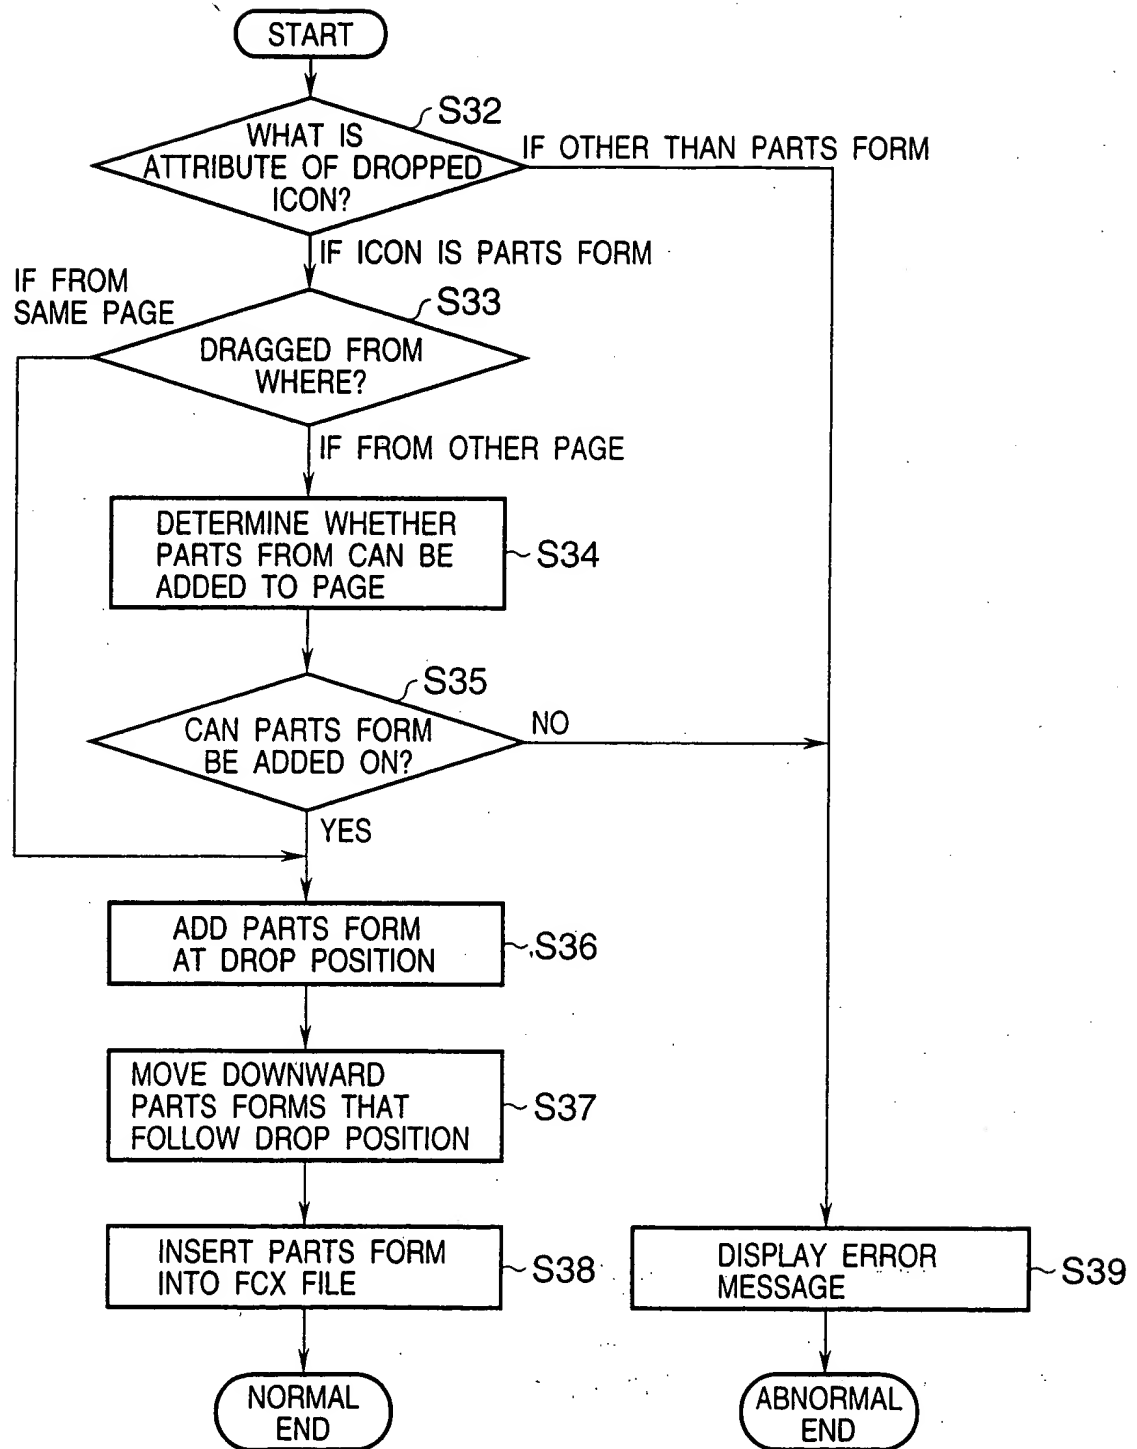 START
S32
WHAT IS
ATTRIBUTE OF DROPPED
ICON?
IF OTHER THAN PARTS FORM
IF ICON IS PARTS FORM
IF FROM
SAME PAGE
S33
DRAGGED FROM
WHERE?
IF FROM OTHER PAGE
DETERMINE WHETHER
PARTS FROM CAN BE
ADDED TO PAGE
S34
S35
CAN PARTS FORM
BE ADDED ON?
NO
YES
ADD PARTS FORM
AT DROP POSITION
S36
MOVE DOWNWARD
PARTS FORMS THAT
FOLLOW DROP POSITION
S37
INSERT PARTS FORM
INTO FCX FILE
S38
DISPLAY ERROR
MESSAGE
S39
NORMAL
END
ABNORMAL
END